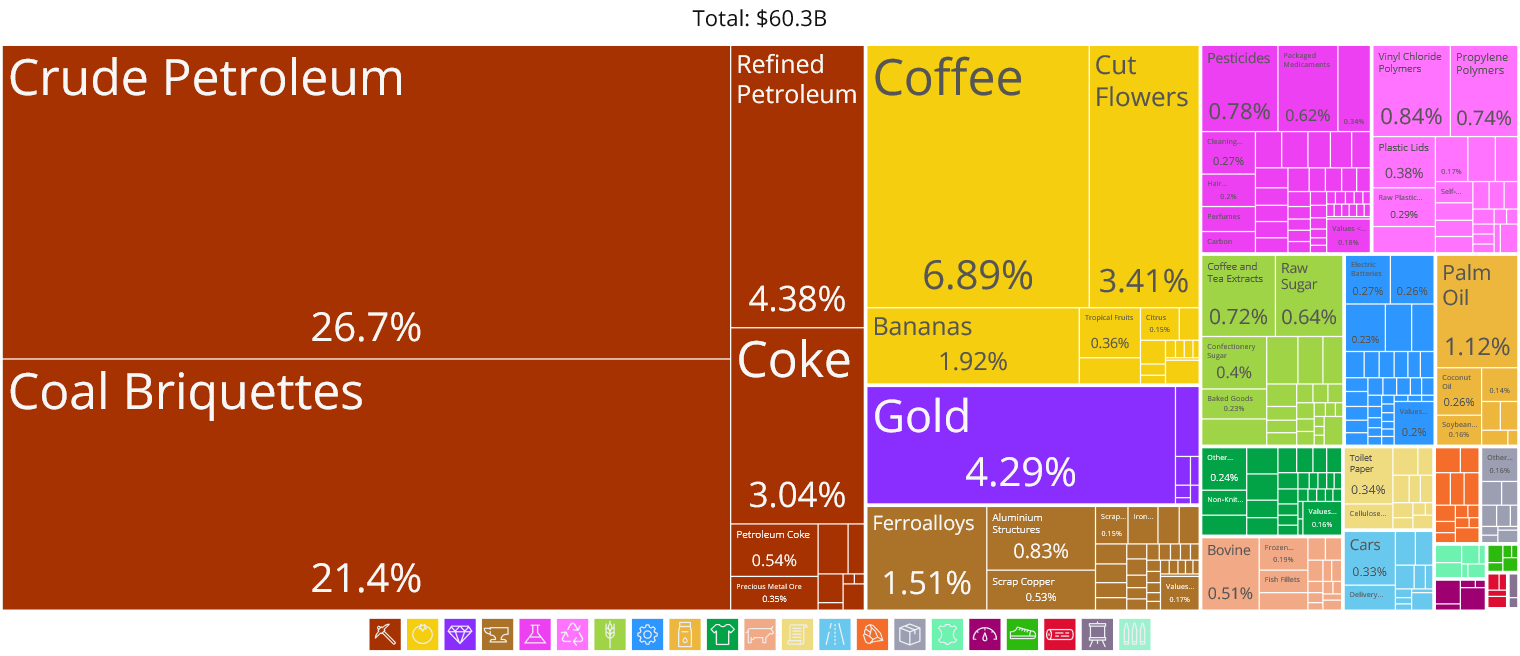 Total: $60.3B
Crude Petroleum
26.7%
Coal Briquettes
21.4%
Refined
Petroleum
4.38%
Coke
3.04%
Petroleum Coke
0.54%
Precious Metal Ore
0.35%
Coffee
6.89%
Cut
Flowers
3.41%
Bananas
1.92%
Tropical Fruits
0.36%
Citrus
0.15%
Gold
4.29%
Ferroalloys
1.51%
Aluminium
Structures
0.83%
Scrap Copper
0.53%
Scrap...
0.15%
Iron...
Values...
0.17%
Pesticides
0.78%
Packaged
Medicaments
0.62%
0.34%
Cleaning...
0.27%
Hair...
0.2%
Perfumes
Carbon
Values <...
0.18%
Vinyl Chloride
Polymers
0.84%
Propylene
Polymers
0.74%
Plastic Lids
0.38%
Raw Plastic...
0.29%
0.17%
Self-...
Coffee and
Tea Extracts
0.72%
Raw
Sugar
0.64%
Confectionery
Sugar
0.4%
Baked Goods
0.23%
Electric
Batteries
0.27%
0.26%
0.23%
Values...
0.2%
Palm
Oil
1.12%
Coconut
Oil
0.26%
0.14%
Soybean...
0.16%
Other...
0.24%
Non-Knit...
Values...
0.16%
Toilet
Paper
0.34%
Cellulose...
Other...
0.16%
Bovine
0.51%
Frozen...
0.19%
Fish Fillets
Cars
0.33%
Delivery...